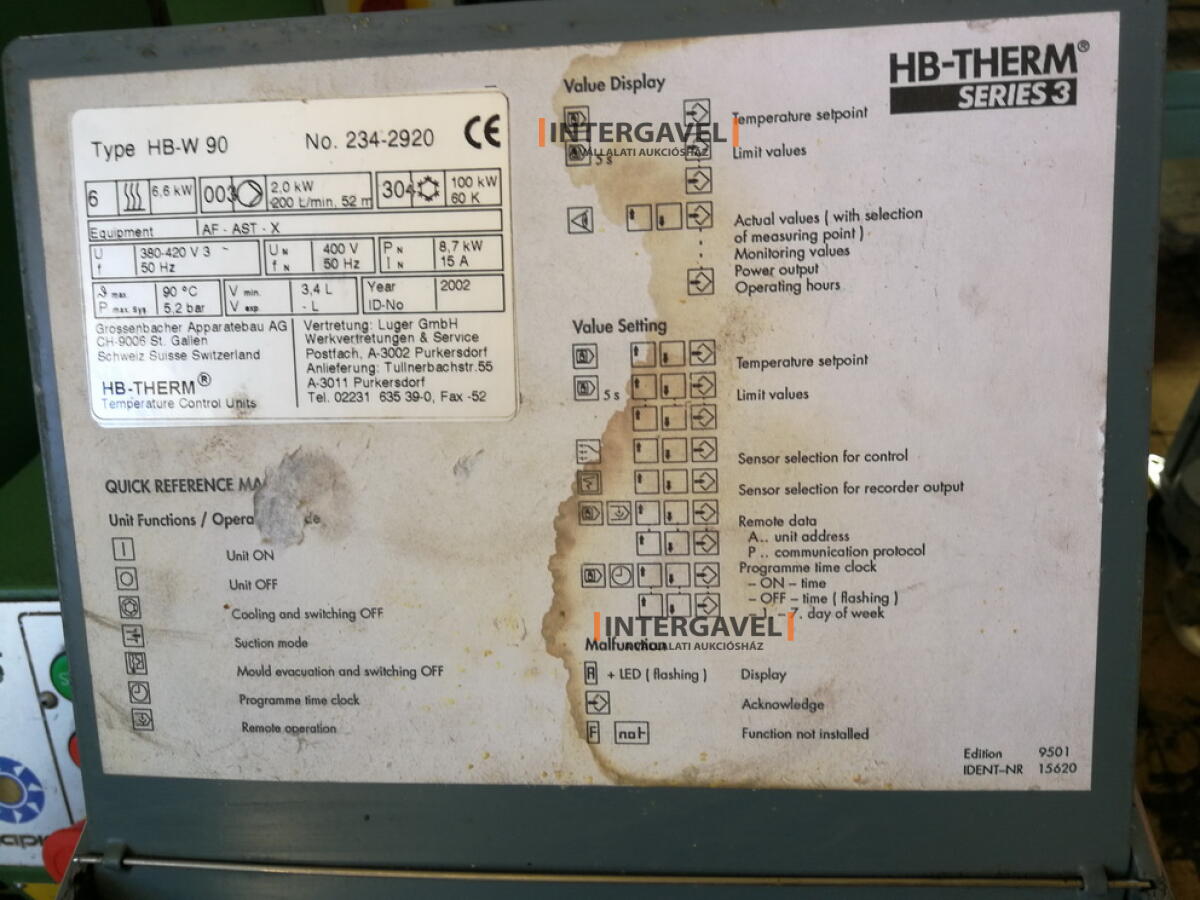 HB-THERM®
SERIES 3
Type HB-W 90 No. 234-2920 CE
6 6,6 kW 003 2,0 kW 304 100 kW
200 L/min, 52 m 60 K
Equipment AF - AST - X
U 380-420 V 3 ~ U N 400 V P N 8,7 kW
f 50 Hz f N 50 Hz I N 15 A
ϑ max. 90 °C V min. 3,4 L Year 2002
P max. Sys. 5,2 bar V exp. - L ID-No
Grossenbacher Apparatebau AG
CH-9006 St. Gallen
Schweiz Suisse Switzerland
HB-THERM®
Temperature Control Units
Vertretung: Luger GmbH
Werkvertretungen & Service
Postfach, A-3002 Purkersdorf
Anlieferung: Tullnerbachstr.55
A-3011 Purkersdorf
Tel. 02231 635 39-0, Fax -52
QUICK REFERENCE
Unit Functions /
Unit ON
Unit OFF
Cooling and switching OFF
Suction mode
Mould evacuation and switching OFF
Programme time clock
Remote operation
Value Display
Temperature setpoint
5 s Limit values
Actual values ( with selection
of measuring point )
Monitoring values
Power output
Operating hours
Value Setting
Temperature setpoint
5 s Limit values
Sensor selection for control
Sensor selection for recorder output
Remote data
A.. unit address
P .. communication protocol
Programme time clock
– ON – time
– OFF – time ( flashing )
– 1 – 7. day of week
Malfunction
R + LED ( flashing ) Display
Acknowledge
F not Function not installed
Edition 9501
IDENT–NR 15620
INTERGAVEL
VÁLLALATI AUKCIÓSHÁZ
INTERGAVEL
VÁLLALATI AUKCIÓSHÁZ